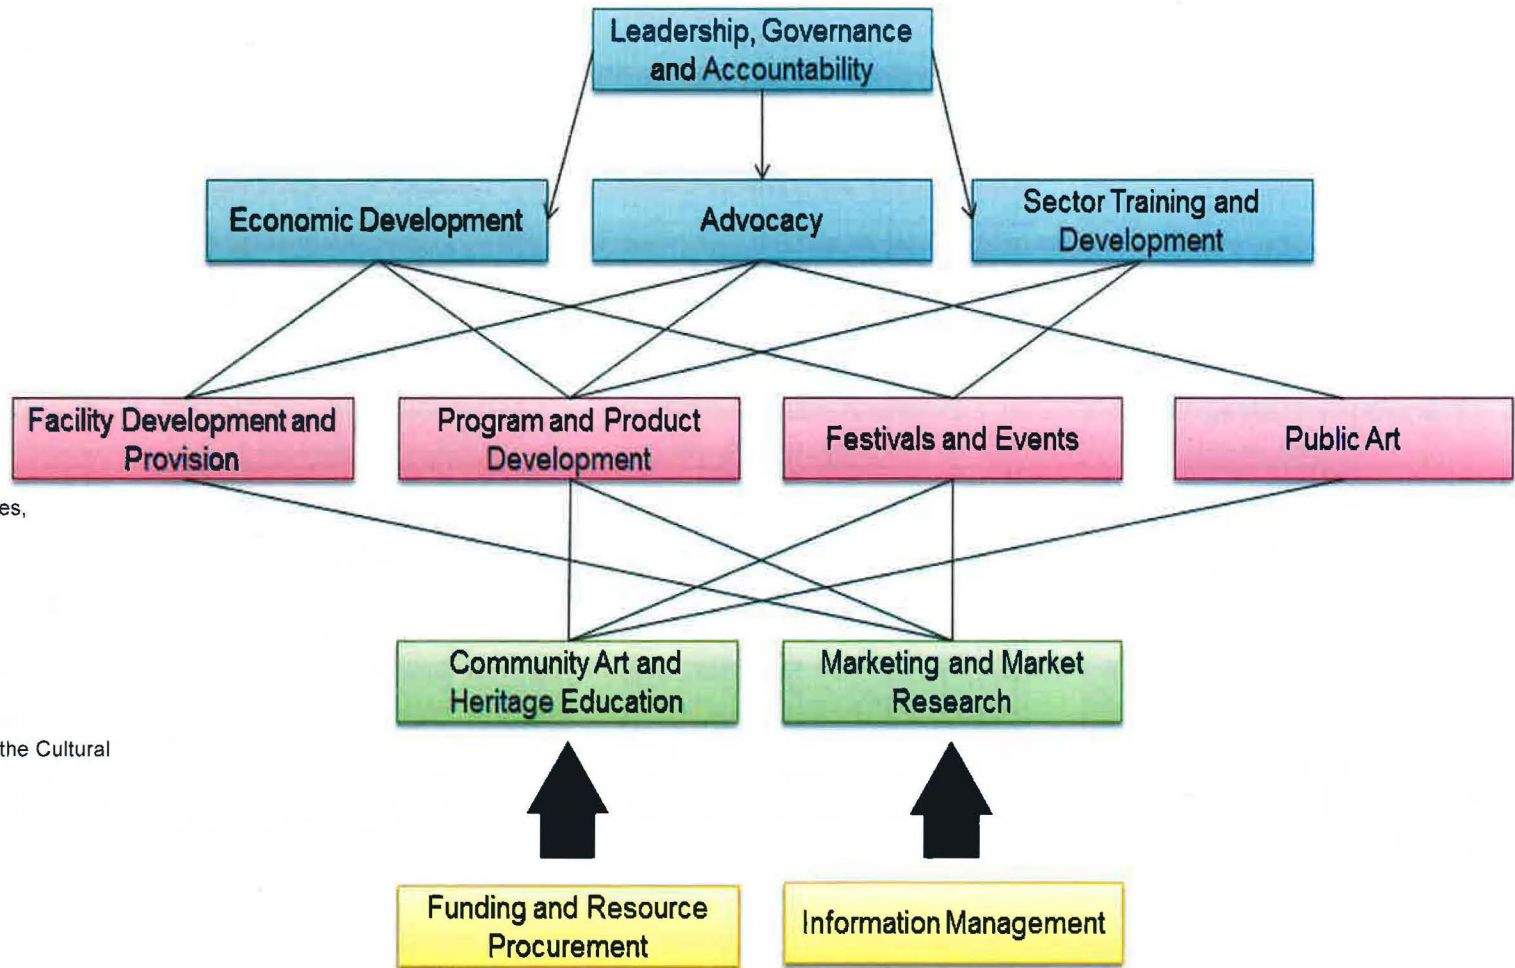 Leadership, Governance
and Accountability
Economic Development
Advocacy
Sector Training and
Development
Facility Development and
Provision
Program and Product
Development
Festivals and Events
Public Art
es,
Community Art and
Heritage Education
Marketing and Market
Research
the Cultural
Funding and Resource
Procurement
Information Management